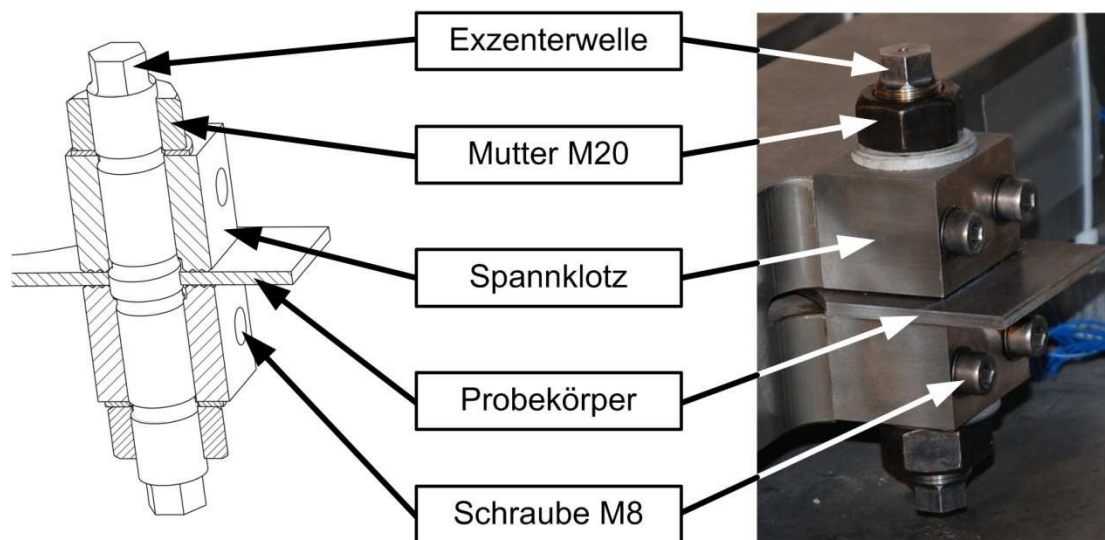 Exzenterwelle
Mutter M20
Spannklotz
Probekörper
Schraube M8